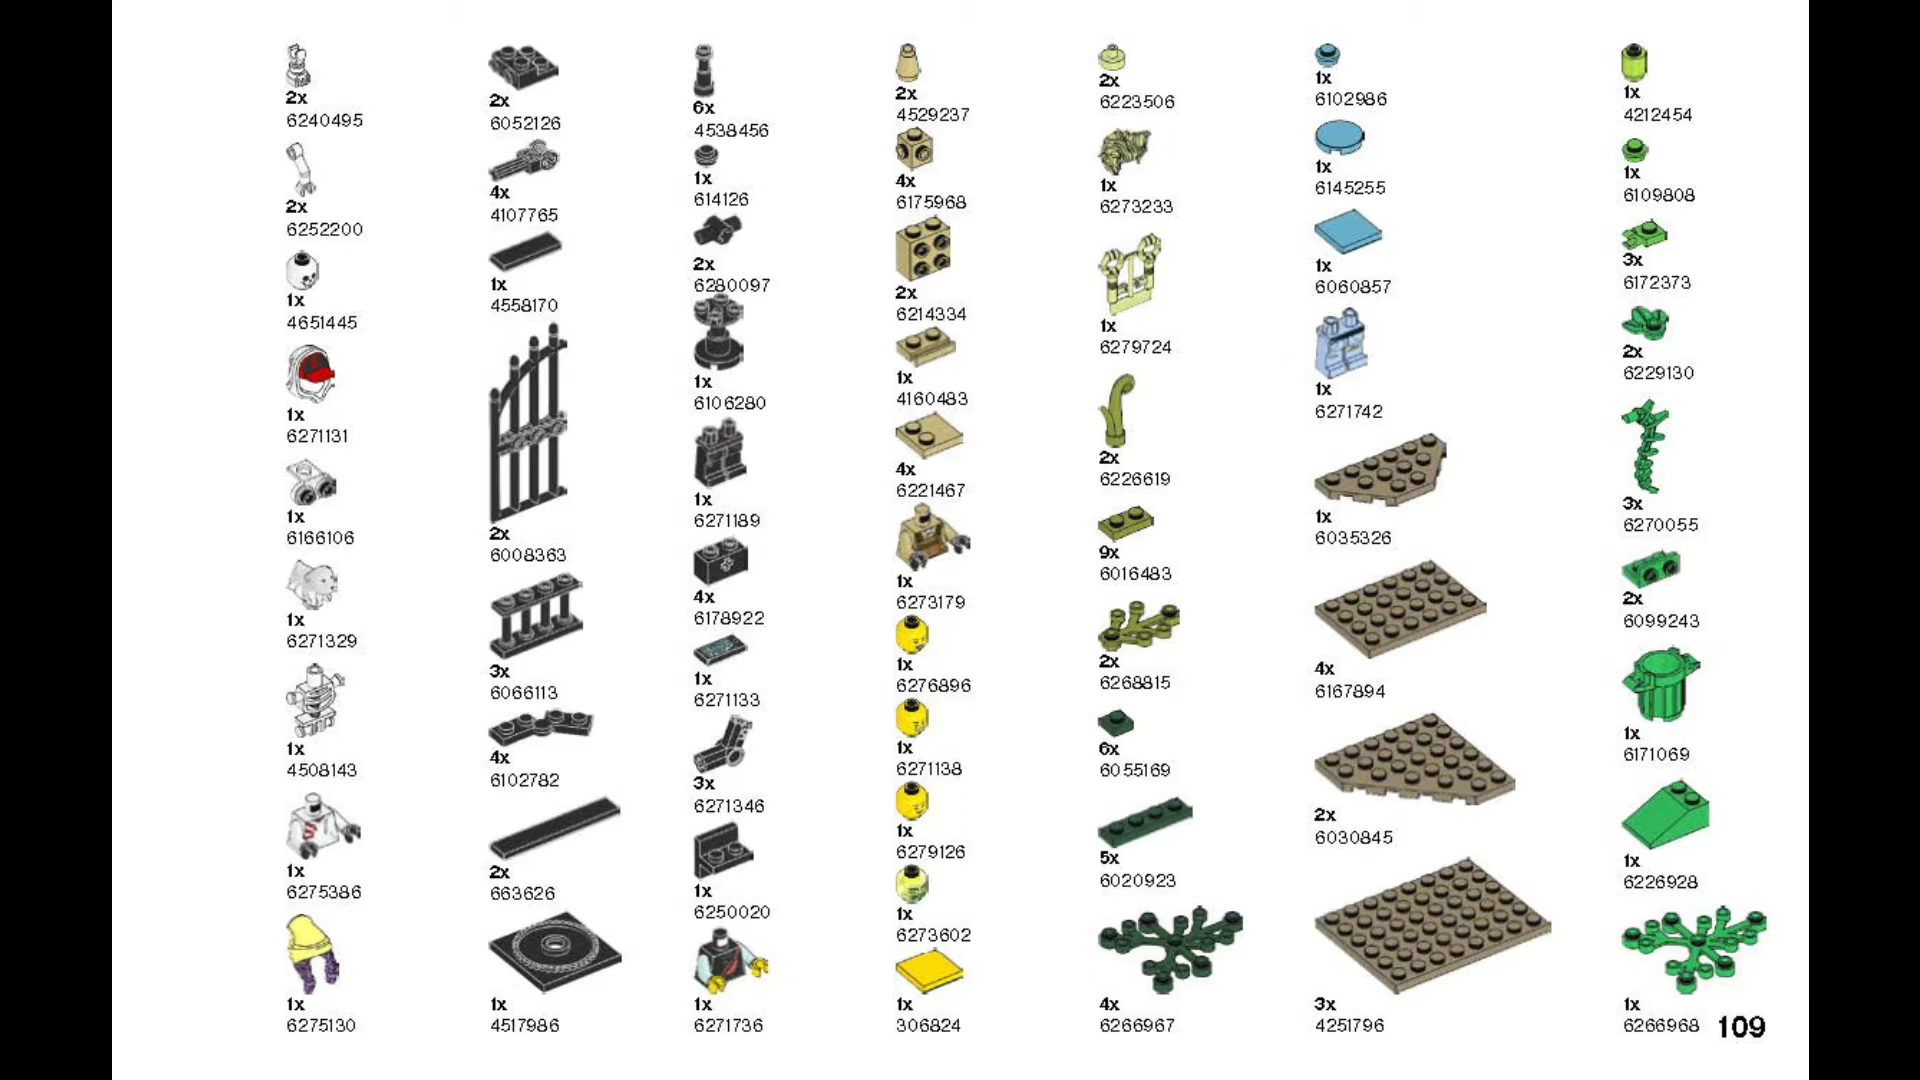 2x
6240495
2x
6252200
1x
4651445
1x
6271131
1x
6166106
1x
6271329
1x
4508143
1x
6275386
1x
6275130
2x
6052126
4x
4107765
1x
4558170
2x
6008363
3x
6066113
4x
6102782
2x
663626
1x
4517986
6x
4538456
1x
614126
2x
6280097
1x
6106280
1x
6271189
4x
6178922
1x
6271133
3x
6271346
1x
6250020
1x
6271736
2x
4529237
4x
6175968
2x
6214334
1x
4160483
4x
6221467
1x
6273179
1x
6276896
1x
6271138
1x
6279126
1x
6273602
1x
306824
2x
6223506
1x
6273233
1x
6279724
2x
6226619
9x
6016483
2x
6268815
6x
6055169
5x
6020923
4x
6266967
1x
6102986
1x
6145255
1x
6060857
1x
6271742
1x
6035326
4x
6167894
2x
6030845
3x
4251796
1x
4212454
1x
6109808
3x
6172373
2x
6229130
3x
6270055
2x
6099243
1x
6171069
1x
6226928
1x
6266968
109